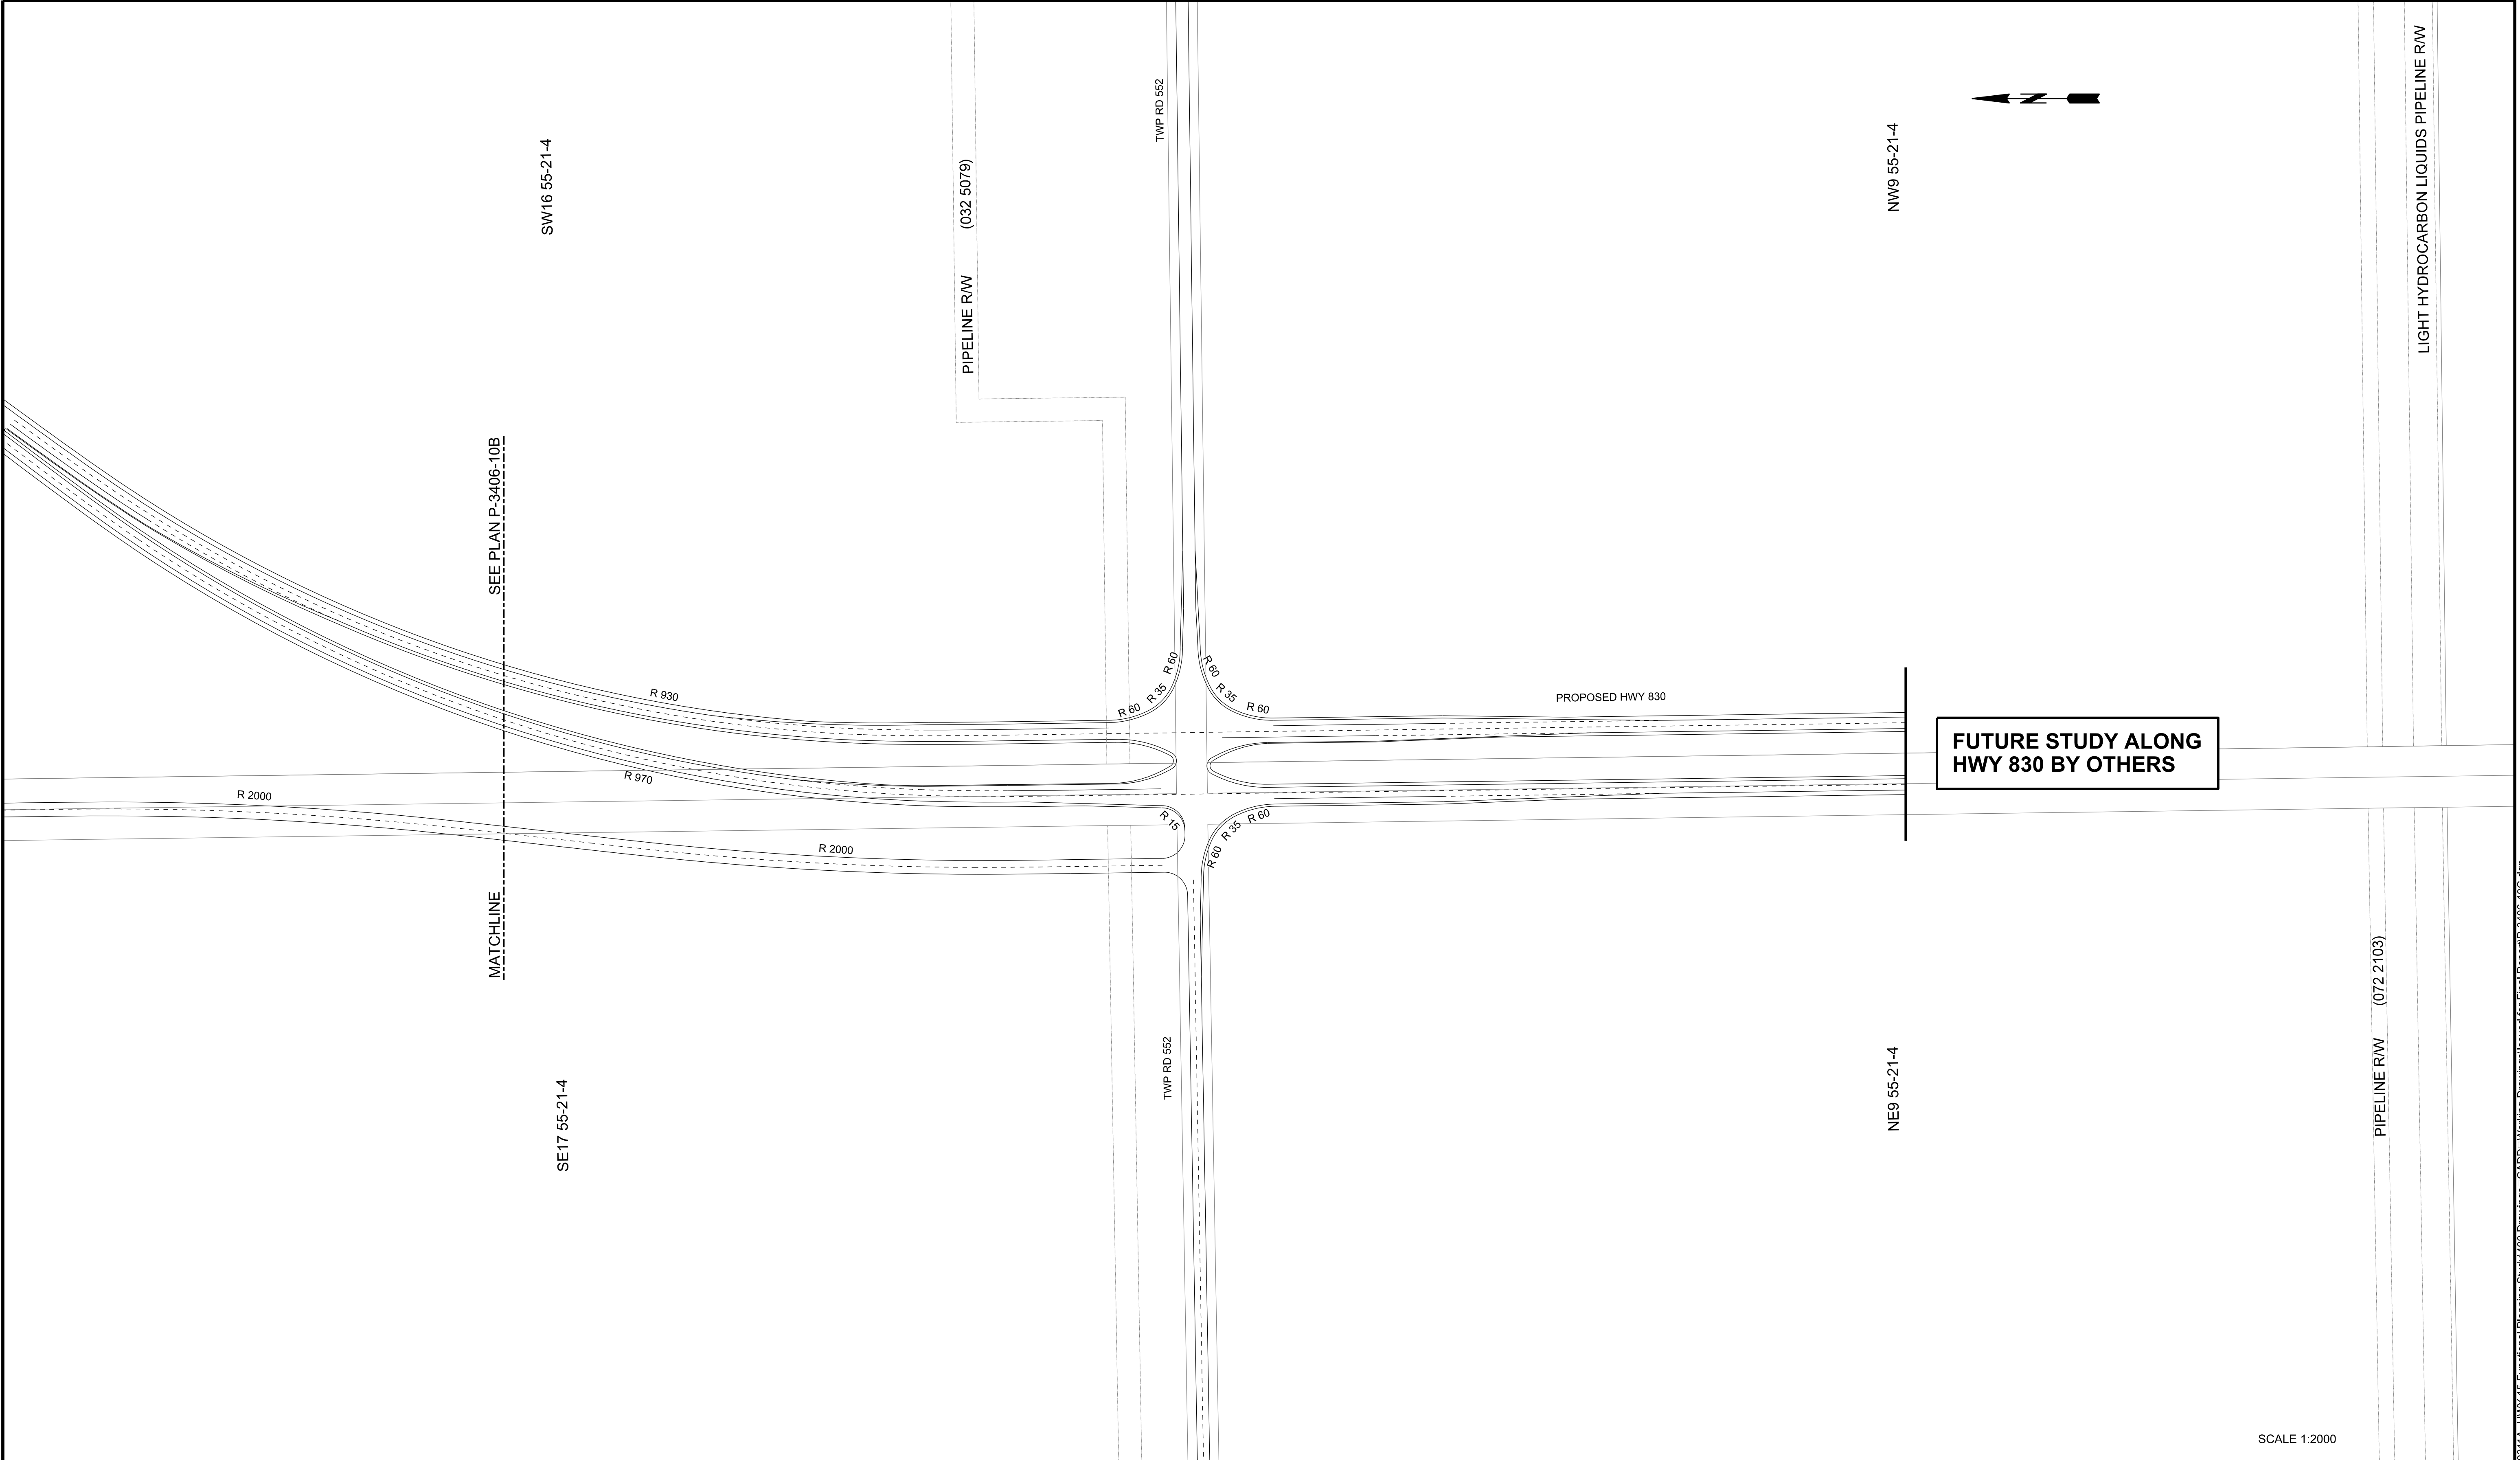 SW16 55-21-4
PIPELINE R/W (032 5079)
TWP RD 552
NW9 55-21-4
LIGHT HYDROCARBON LIQUIDS PIPELINE R/W
N
MATCHLINE SEE PLAN P-3406-10B
R 930
R 60
R 35
R 60
R 60
R 35
R 60
PROPOSED HWY 830
FUTURE STUDY ALONG
HWY 830 BY OTHERS
R 970
R 2000
R 2000
R 15
R 60
R 35
R 60
SE17 55-21-4
TWP RD 552
NE9 55-21-4
PIPELINE R/W (072 2103)
SCALE 1:2000